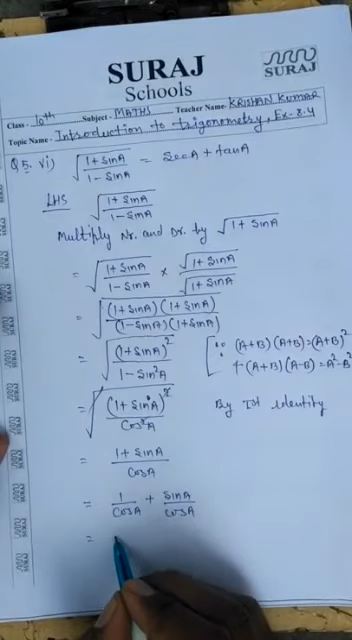 SURAJ
Schools
SURAJ
Class - 10th Subject - MATHS Teacher Name- KRISHAN KUMAR
Topic Name - Introduction to trigonometry, Ex-8.4
Q5. vi) √(1+SinA / 1-SinA) = SecA + tanA
LHS √(1+SinA / 1-SinA)
Multiply Nr. and Dr. by √1+SinA
= √(1+SinA / 1-SinA) × √1+SinA / √1+SinA
= √((1+SinA)(1+SinA) / (1-SinA)(1+SinA))
= √((1+SinA)² / 1-Sin²A) [∵ (A+B)(A+B)=(A+B)²
+(A+B)(A-B)=A²-B²
= √((1+SinA)² / Cos²A) By Ist identity
= 1+SinA / CosA
= 1/CosA + SinA/CosA
=